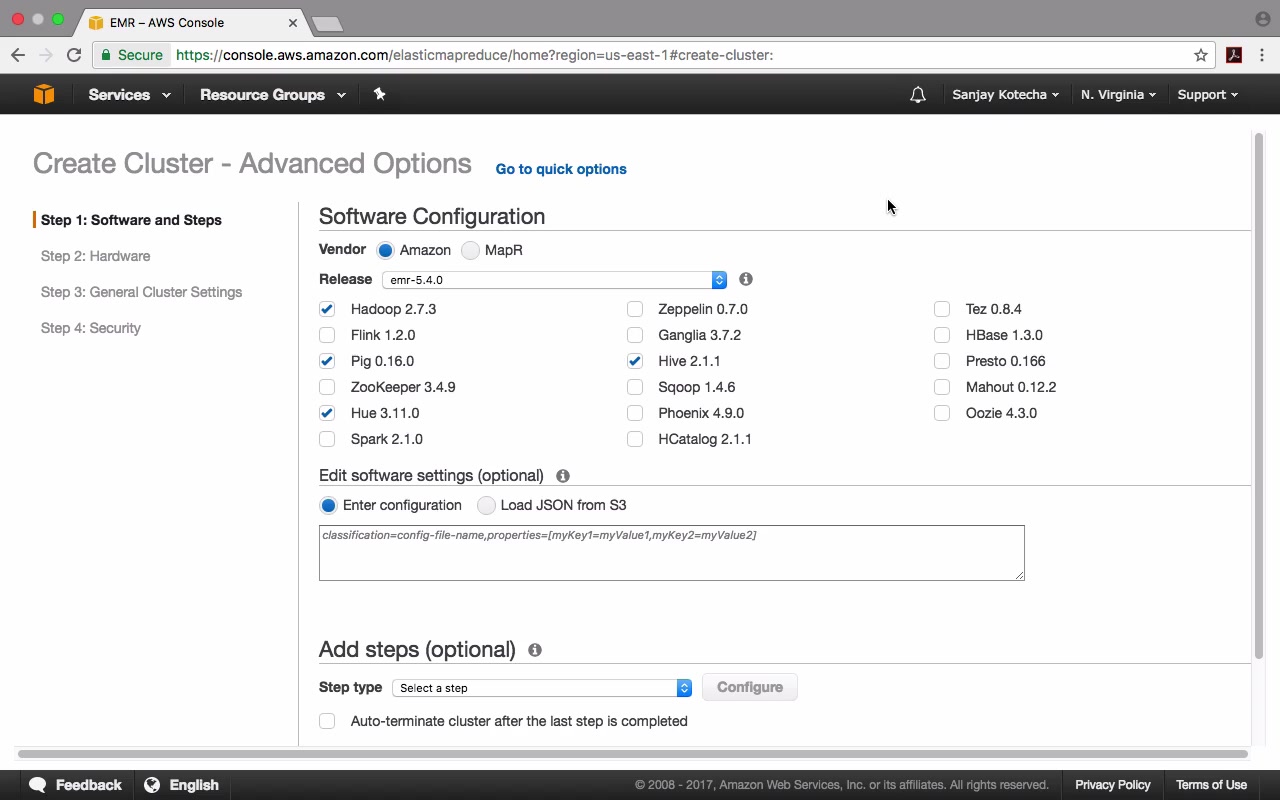 EMR – AWS Console
Secure https://console.aws.amazon.com/elasticmapreduce/home?region=us-east-1#create-cluster:
Services Resource Groups Sanjay Kotecha N. Virginia Support
Create Cluster - Advanced Options Go to quick options
Step 1: Software and Steps
Step 2: Hardware
Step 3: General Cluster Settings
Step 4: Security
Software Configuration
Vendor Amazon MapR
Release emr-5.4.0
Hadoop 2.7.3 Zeppelin 0.7.0 Tez 0.8.4
Flink 1.2.0 Ganglia 3.7.2 HBase 1.3.0
Pig 0.16.0 Hive 2.1.1 Presto 0.166
ZooKeeper 3.4.9 Sqoop 1.4.6 Mahout 0.12.2
Hue 3.11.0 Phoenix 4.9.0 Oozie 4.3.0
Spark 2.1.0 HCatalog 2.1.1
Edit software settings (optional)
Enter configuration Load JSON from S3
classification=config-file-name,properties=[myKey1=myValue1,myKey2=myValue2]
Add steps (optional)
Step type Select a step Configure
Auto-terminate cluster after the last step is completed
Feedback English © 2008 - 2017, Amazon Web Services, Inc. or its affiliates. All rights reserved. Privacy Policy Terms of Use